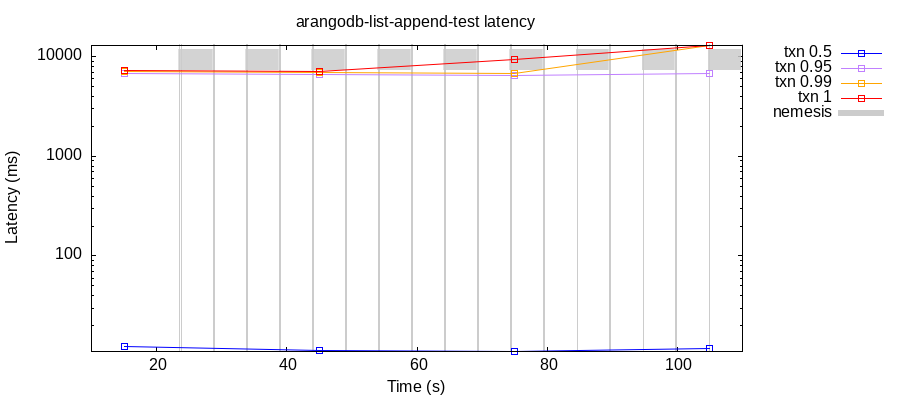 arangodb-list-append-test latency
10000
1000
100
Latency (ms)
20 40 60 80 100
Time (s)
txn 0.5
txn 0.95
txn 0.99
txn 1
nemesis